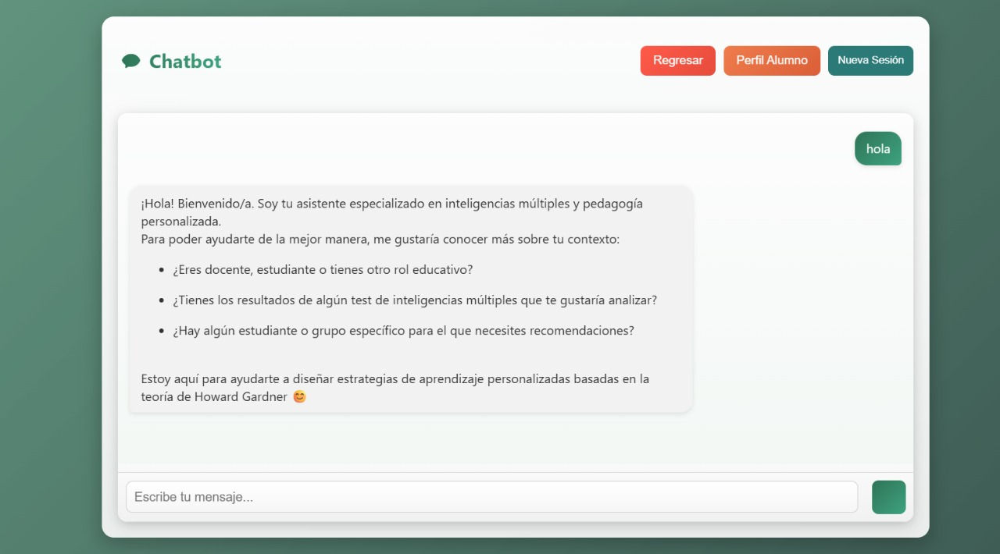 Chatbot
Regresar
Perfil Alumno
Nueva Sesión
hola
¡Hola! Bienvenido/a. Soy tu asistente especializado en inteligencias múltiples y pedagogía
personalizada.
Para poder ayudarte de la mejor manera, me gustaría conocer más sobre tu contexto:
• ¿Eres docente, estudiante o tienes otro rol educativo?
• ¿Tienes los resultados de algún test de inteligencias múltiples que te gustaría analizar?
• ¿Hay algún estudiante o grupo específico para el que necesites recomendaciones?
Estoy aquí para ayudarte a diseñar estrategias de aprendizaje personalizadas basadas en la
teoría de Howard Gardner 😊
Escribe tu mensaje...